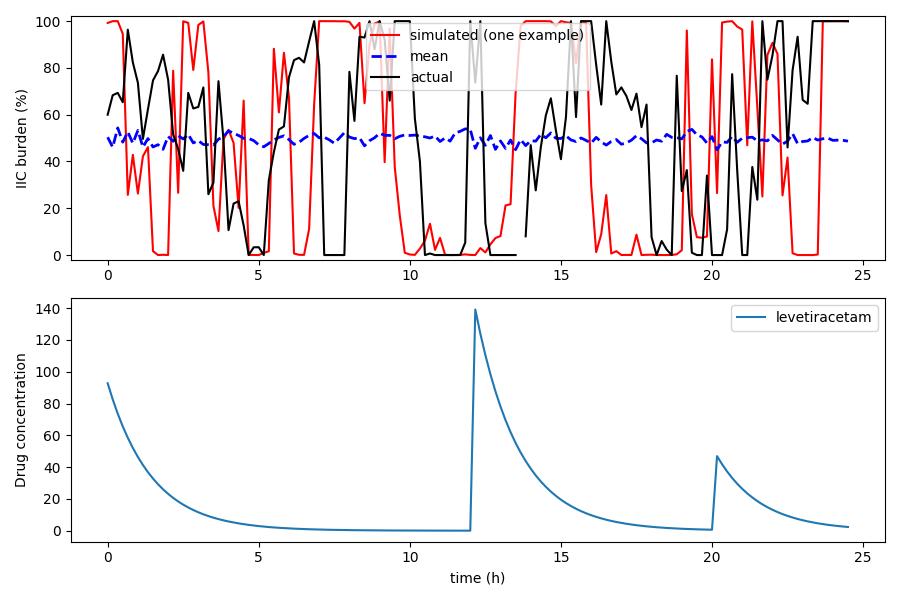 100
80
60
40
20
0
IIC burden (%)
simulated (one example)
mean
actual
0 5 10 15 20 25
140
120
100
80
60
40
20
0
Drug concentration
levetiracetam
0 5 10 15 20 25
time (h)